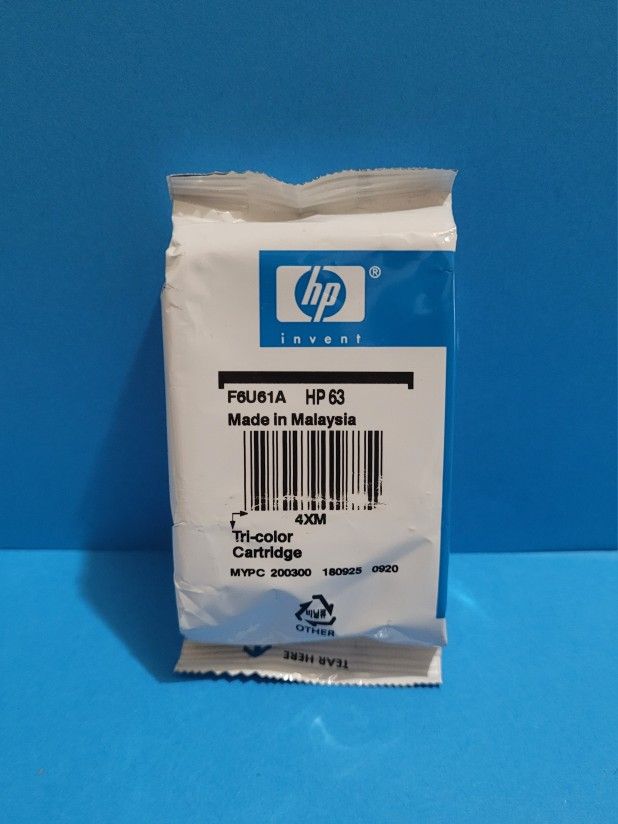 hp ®
invent
F6U61A HP 63
Made in Malaysia
4XM
Tri-color
Cartridge
MYPC 200300 180925 0920
OTHER
TEAR HERE